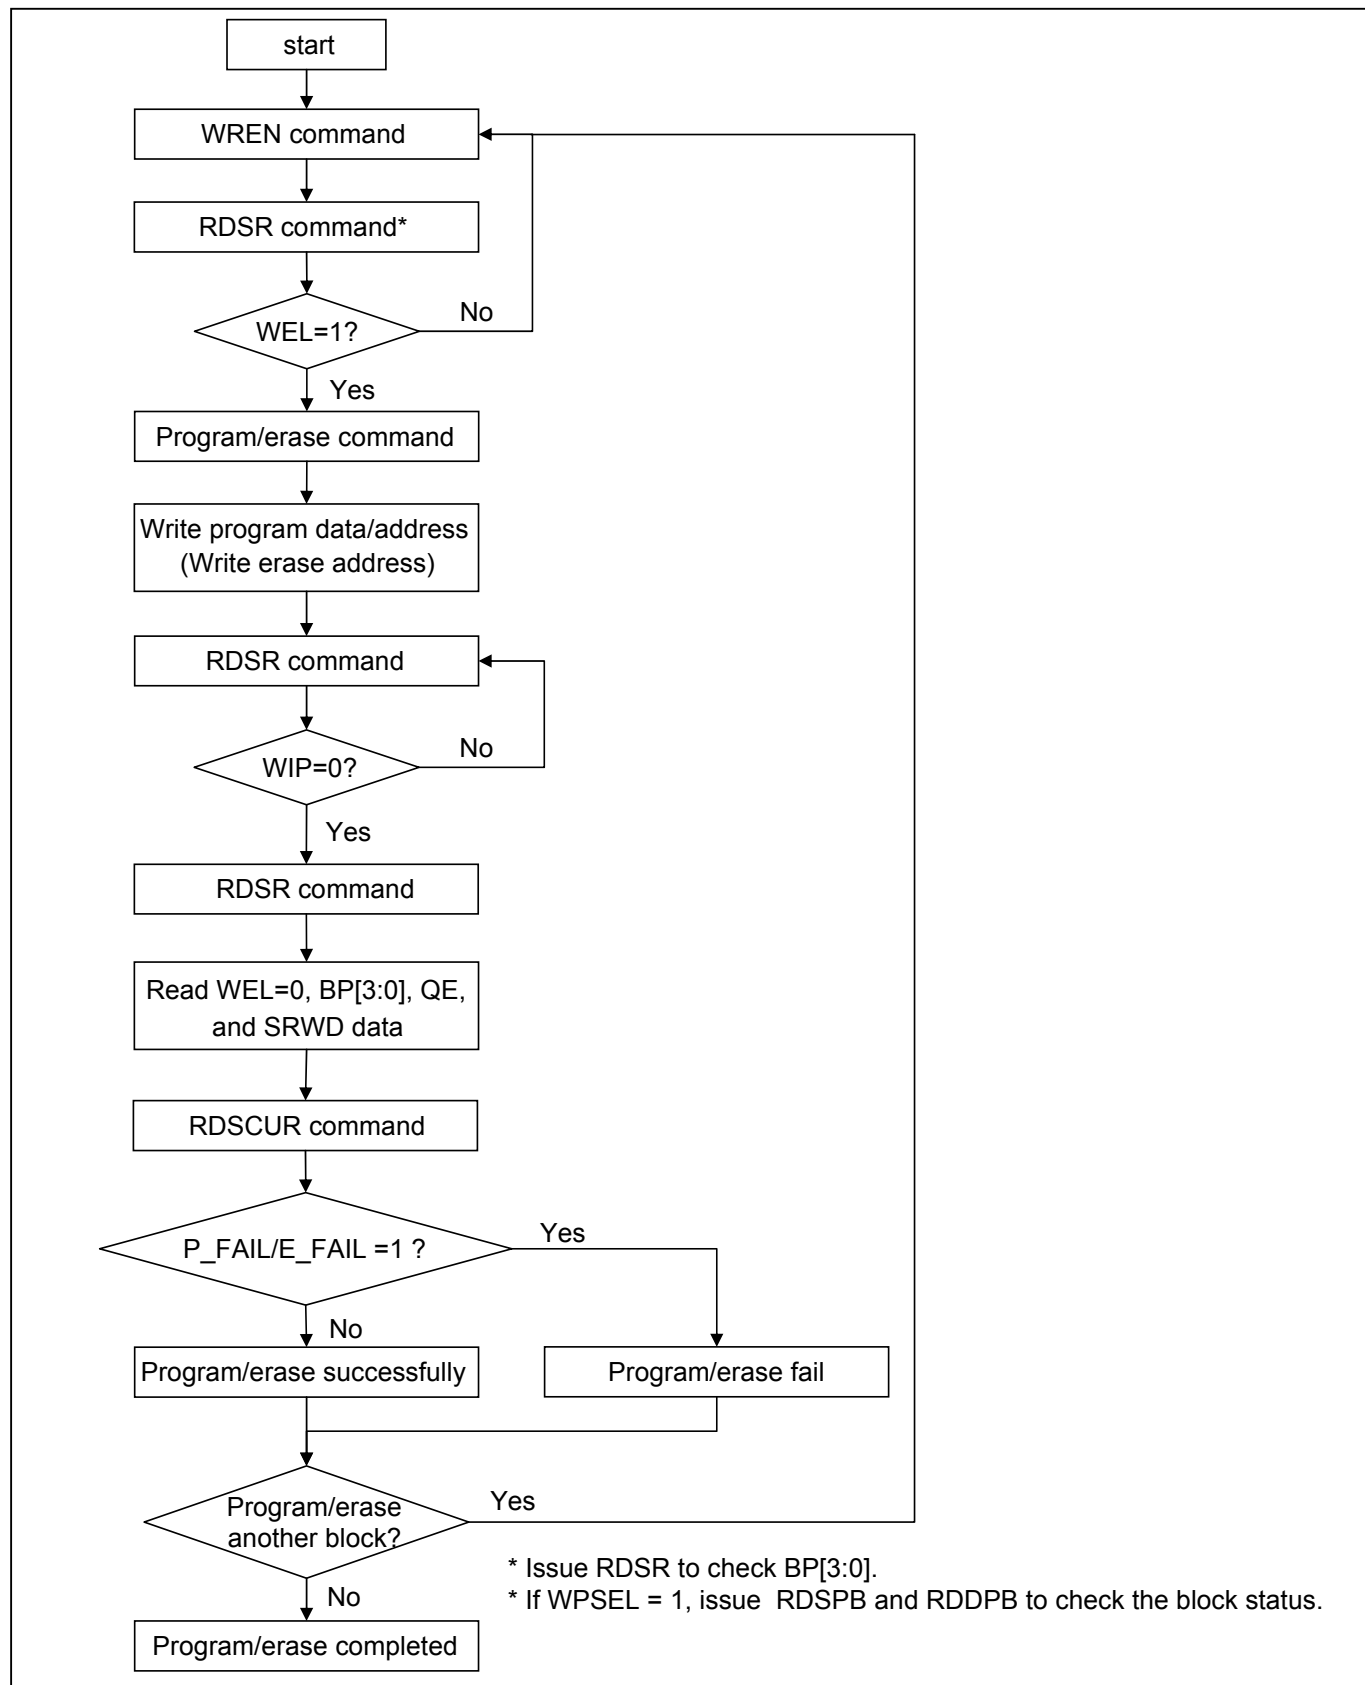 start
WREN command
RDSR command*
WEL=1?
No
Yes
Program/erase command
Write program data/address
(Write erase address)
RDSR command
WIP=0?
No
Yes
RDSR command
Read WEL=0, BP[3:0], QE,
and SRWD data
RDSCUR command
P_FAIL/E_FAIL =1 ?
Yes
No
Program/erase successfully
Program/erase fail
Program/erase
another block?
Yes
* Issue RDSR to check BP[3:0].
* If WPSEL = 1, issue  RDSPB and RDDPB to check the block status.
No
Program/erase completed